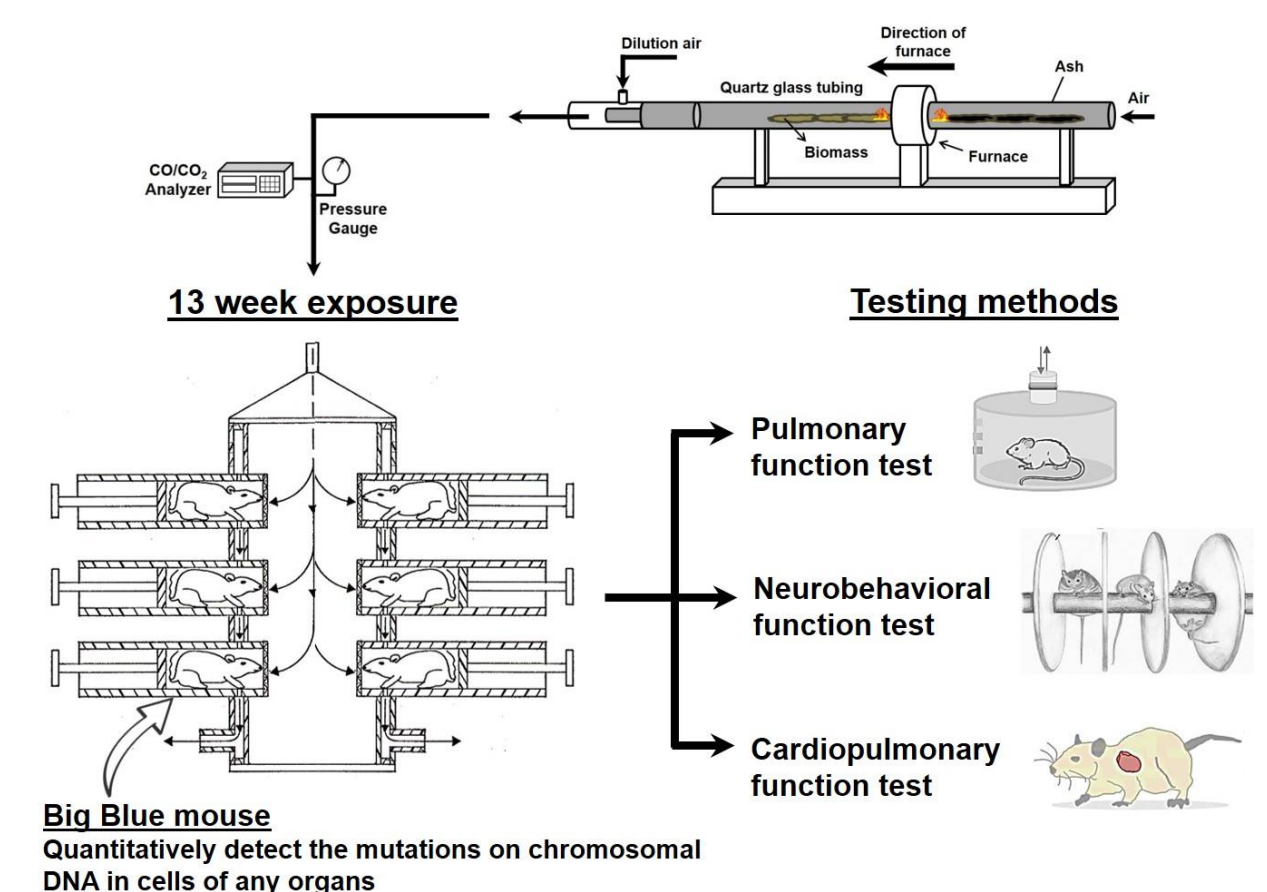 Dilution air
Direction of
furnace
Quartz glass tubing
Ash
Air
Biomass
Furnace
CO/CO₂
Analyzer
Pressure
Gauge
13 week exposure
Testing methods
Pulmonary
function test
Neurobehavioral
function test
Cardiopulmonary
function test
Big Blue mouse
Quantitatively detect the mutations on chromosomal
DNA in cells of any organs